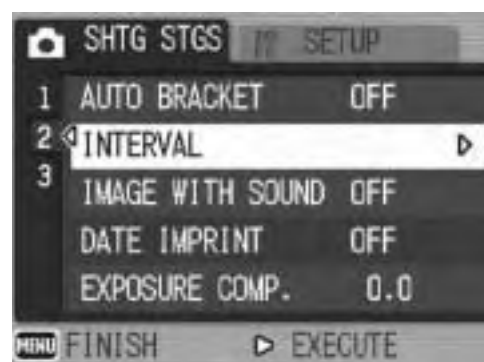 SHTG STGS SETUP
1 AUTO BRACKET OFF
2 INTERVAL
3 IMAGE WITH SOUND OFF
DATE IMPRINT OFF
EXPOSURE COMP. 0.0
MENU FINISH EXECUTE